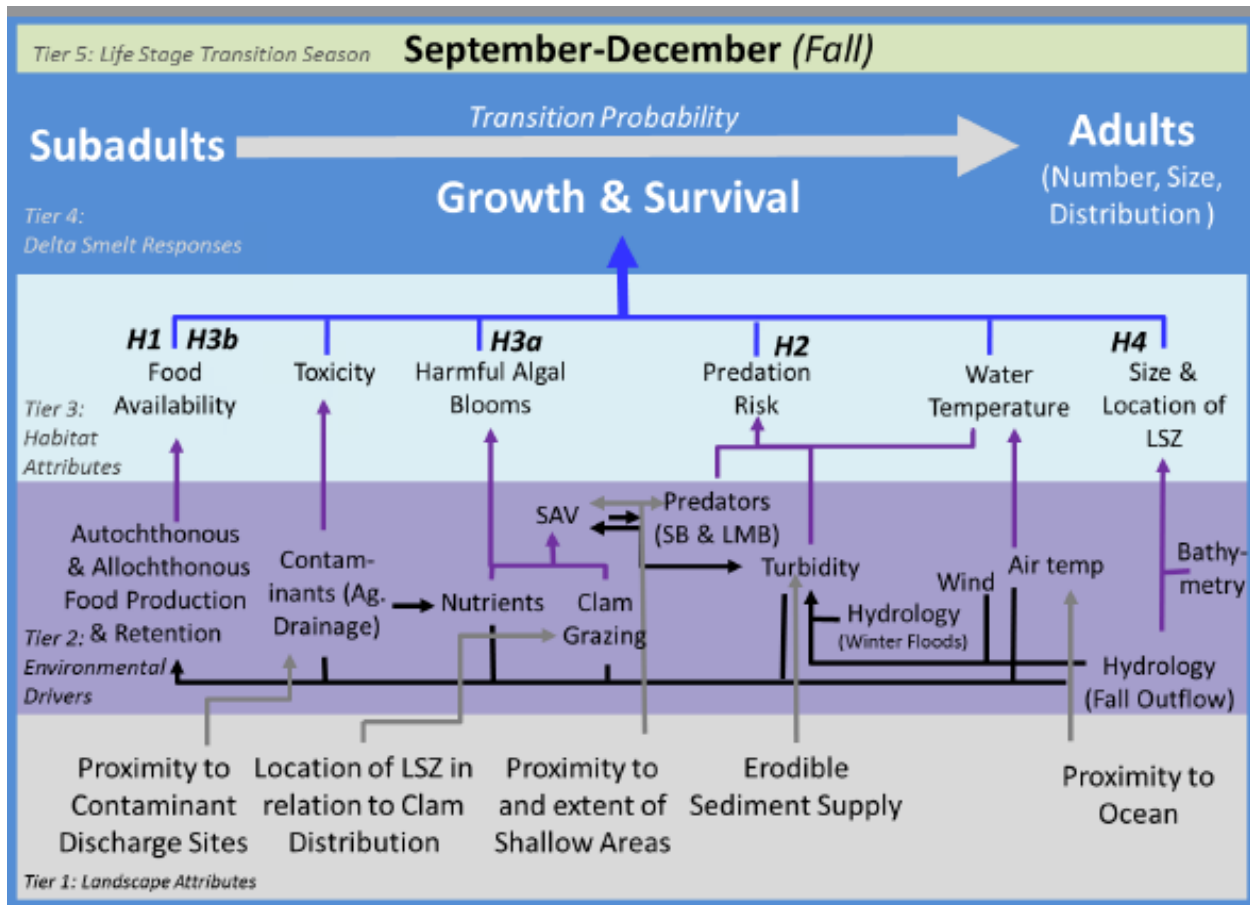 Tier 5: Life Stage Transition Season September-December (Fall)
Transition Probability
Subadults
Adults
(Number, Size,
Distribution )
Growth & Survival
Tier 4:
Delta Smelt Responses
H1 H3b
Food
Availability
Toxicity
H3a
Harmful Algal
Blooms
H2
Predation
Risk
Water
Temperature
H4
Size &
Location of
LSZ
Tier 3:
Habitat
Attributes
Autochthonous
& Allochthonous
Food Production
& Retention
Contam-
inants (Ag.
Drainage)
Nutrients
SAV
Clam
Grazing
Predators
(SB & LMB)
Turbidity
Hydrology
(Winter Floods)
Wind
Air temp
Bathy-
metry
Hydrology
(Fall Outflow)
Tier 2:
Environmental
Drivers
Proximity to
Contaminant
Discharge Sites
Location of LSZ in
relation to Clam
Distribution
Proximity to
and extent of
Shallow Areas
Erodible
Sediment Supply
Proximity to
Ocean
Tier 1: Landscape Attributes